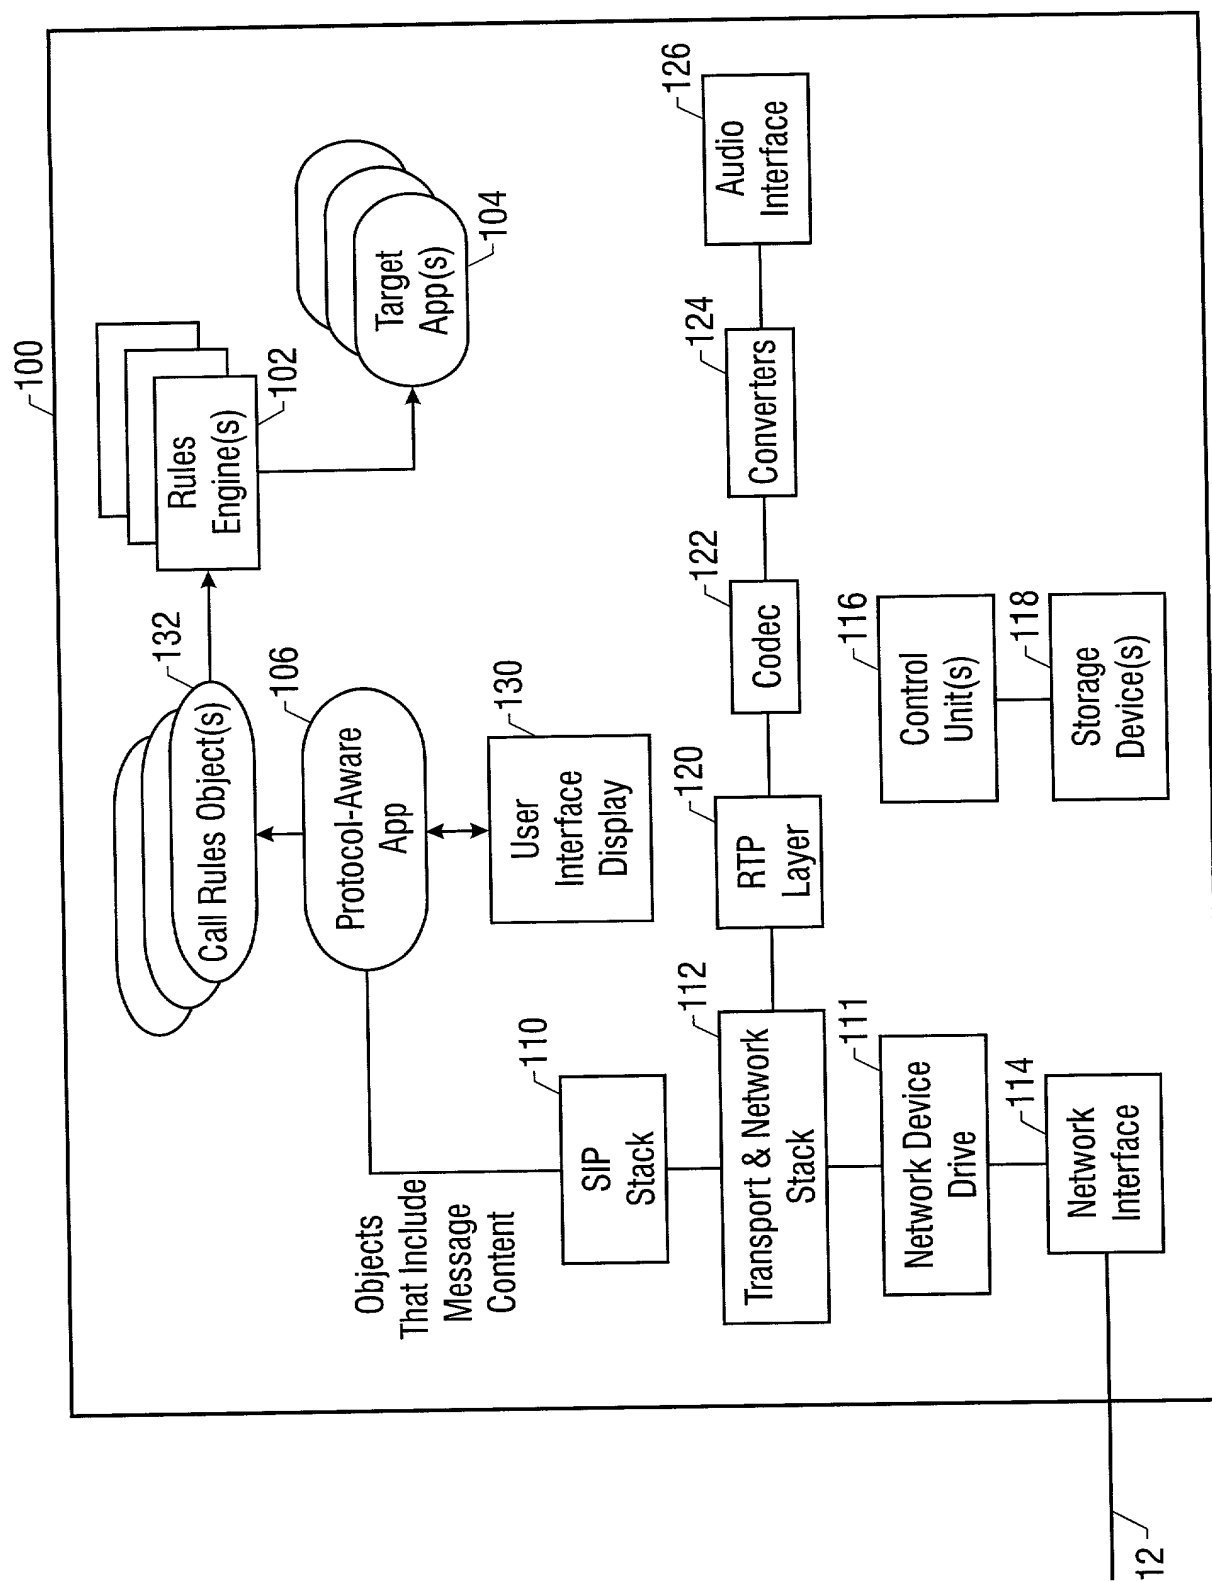 100
132
Call Rules Object(s)
Rules
Engine(s)
102
Target
App(s)
104
106
Protocol-Aware
App
130
User
Interface
Display
Objects
That Include
Message
Content
110
SIP
Stack
112
Transport & Network
Stack
120
RTP
Layer
122
Codec
124
Converters
126
Audio
Interface
111
Network Device
Drive
114
Network
Interface
116
Control
Unit(s)
118
Storage
Device(s)
12